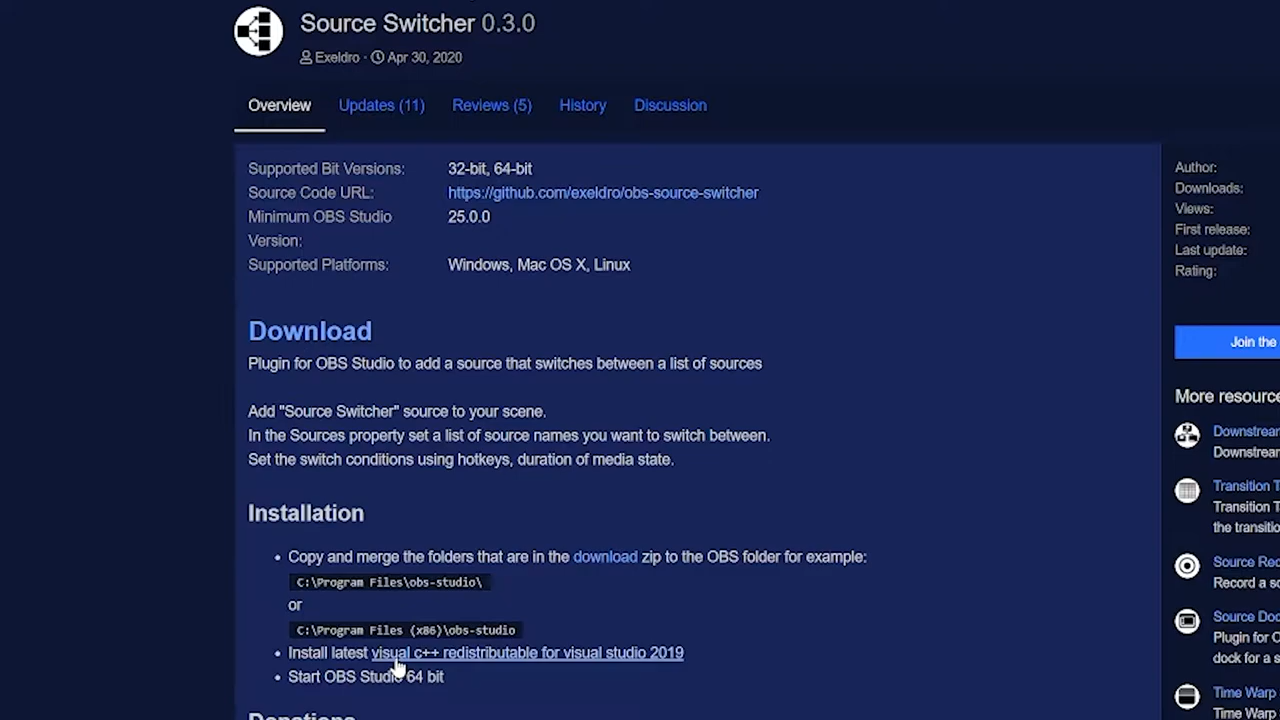 Source Switcher 0.3.0
Exeldro · Apr 30, 2020
Overview Updates (11) Reviews (5) History Discussion
Supported Bit Versions: 32-bit, 64-bit
Source Code URL: https://github.com/exeldro/obs-source-switcher
Minimum OBS Studio Version: 25.0.0
Supported Platforms: Windows, Mac OS X, Linux
Download
Plugin for OBS Studio to add a source that switches between a list of sources
Add "Source Switcher" source to your scene.
In the Sources property set a list of source names you want to switch between.
Set the switch conditions using hotkeys, duration of media state.
Installation
• Copy and merge the folders that are in the download zip to the OBS folder for example:
C:\Program Files\obs-studio\
or
C:\Program Files (x86)\obs-studio
• Install latest visual c++ redistributable for visual studio 2019
• Start OBS Studio 64 bit
Donations
Author:
Downloads:
Views:
First release:
Last update:
Rating:
Join the
More resourc
Downstream
Downstream
Transition T
Transition T
the transitio
Source Rec
Record a so
Source Doc
Plugin for O
dock for a s
Time Warp
Time Warp